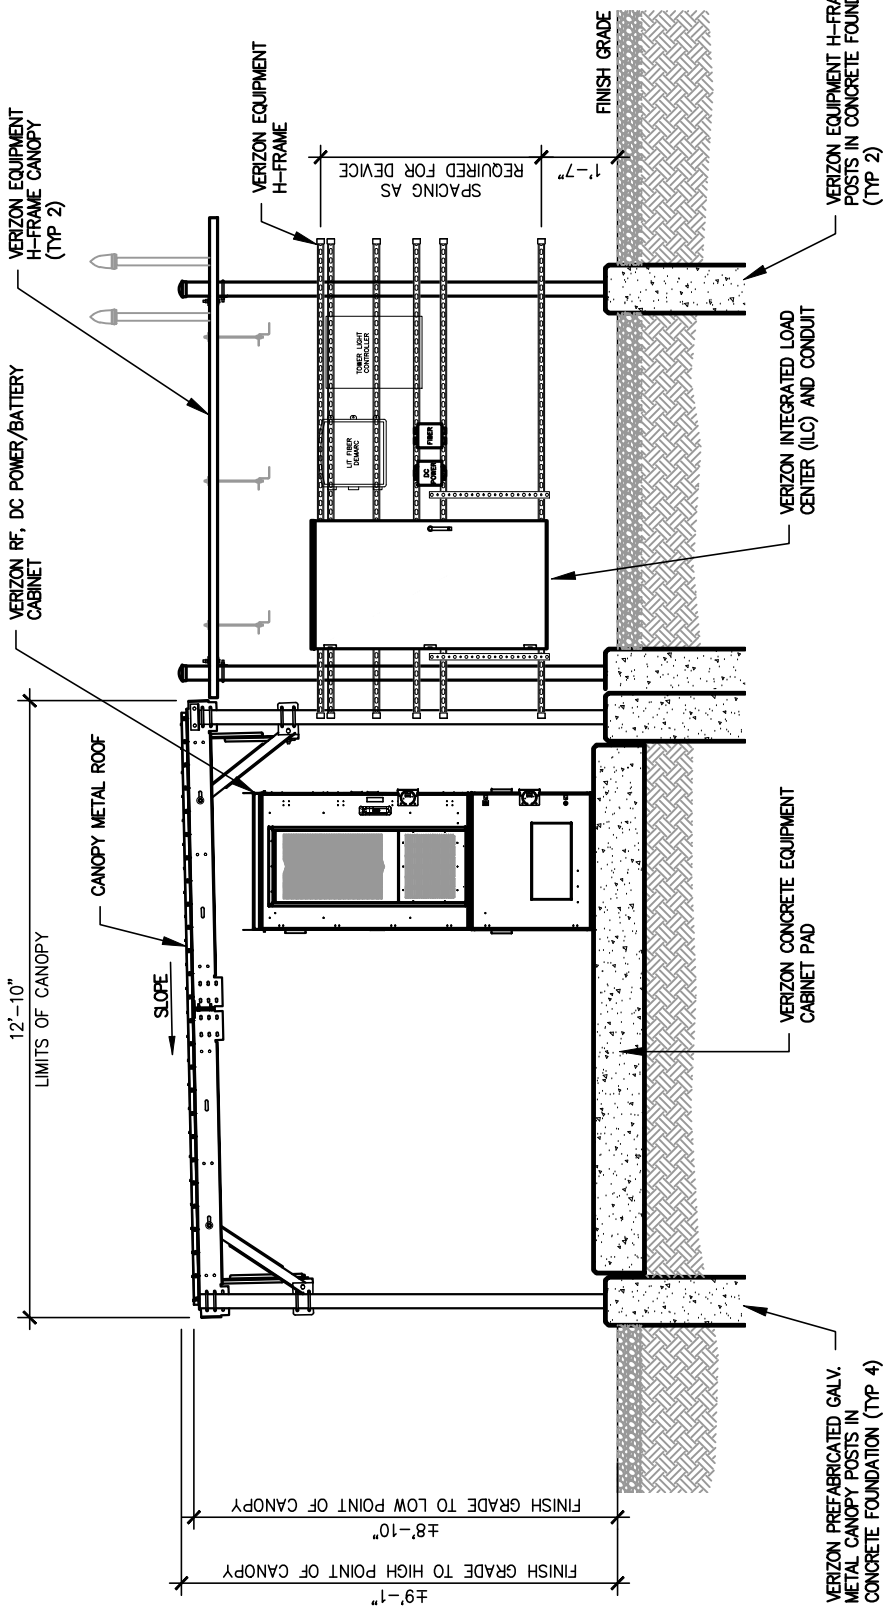 VERIZON EQUIPMENT
H-FRAME CANOPY
(TYP 2)
VERIZON RF, DC POWER/BATTERY
CABINET
12'-10"
LIMITS OF CANOPY
CANOPY METAL ROOF
SLOPE
VERIZON EQUIPMENT
H-FRAME
SPACING AS
REQUIRED FOR DEVICE
1'-7"
FINISH GRADE
TOWER LIGHT
CONTROLLER
LIT FIBER
DEMARC
FIBER
DC
POWER
±9'-1"
FINISH GRADE TO HIGH POINT OF CANOPY
±8'-10"
FINISH GRADE TO LOW POINT OF CANOPY
VERIZON PREFABRICATED GALV.
METAL CANOPY POSTS IN
CONCRETE FOUNDATION (TYP 4)
VERIZON CONCRETE EQUIPMENT
CABINET PAD
VERIZON INTEGRATED LOAD
CENTER (ILC) AND CONDUIT
VERIZON EQUIPMENT H-FRA
POSTS IN CONCRETE FOUND
(TYP 2)